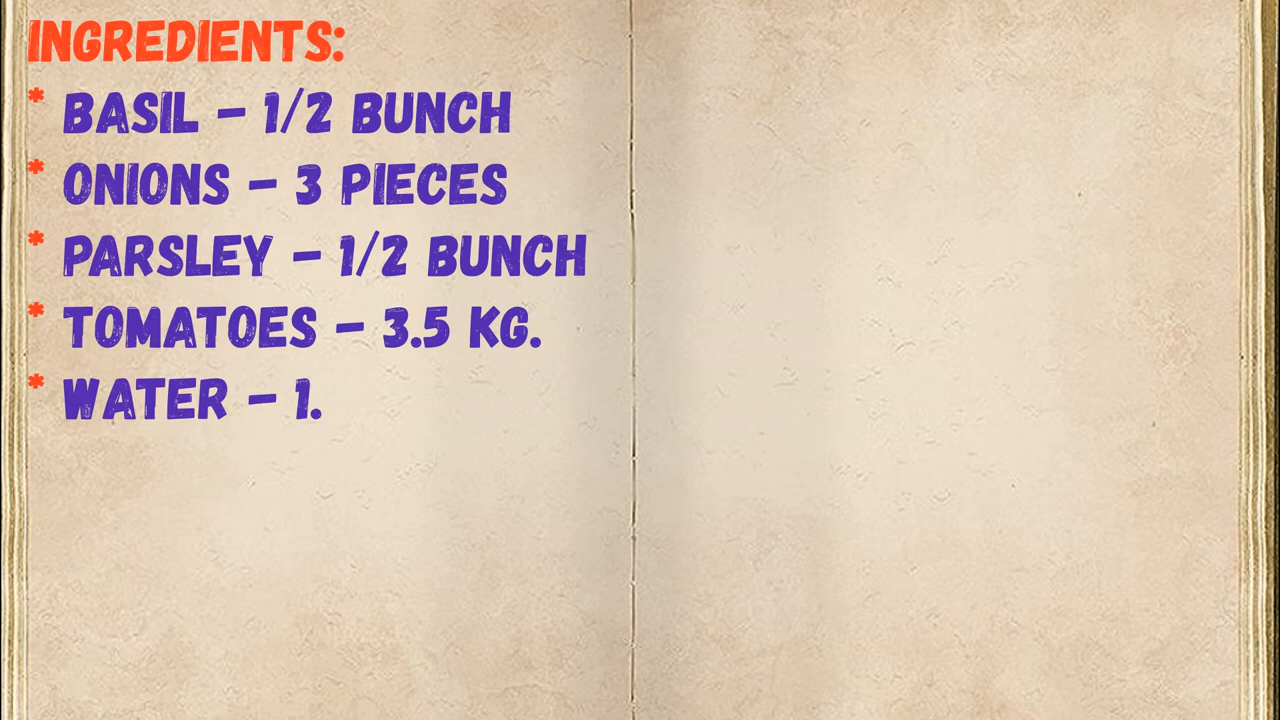 INGREDIENTS:
* BASIL – 1/2 BUNCH
* ONIONS – 3 PIECES
* PARSLEY – 1/2 BUNCH
* TOMATOES – 3.5 KG.
* WATER – 1.